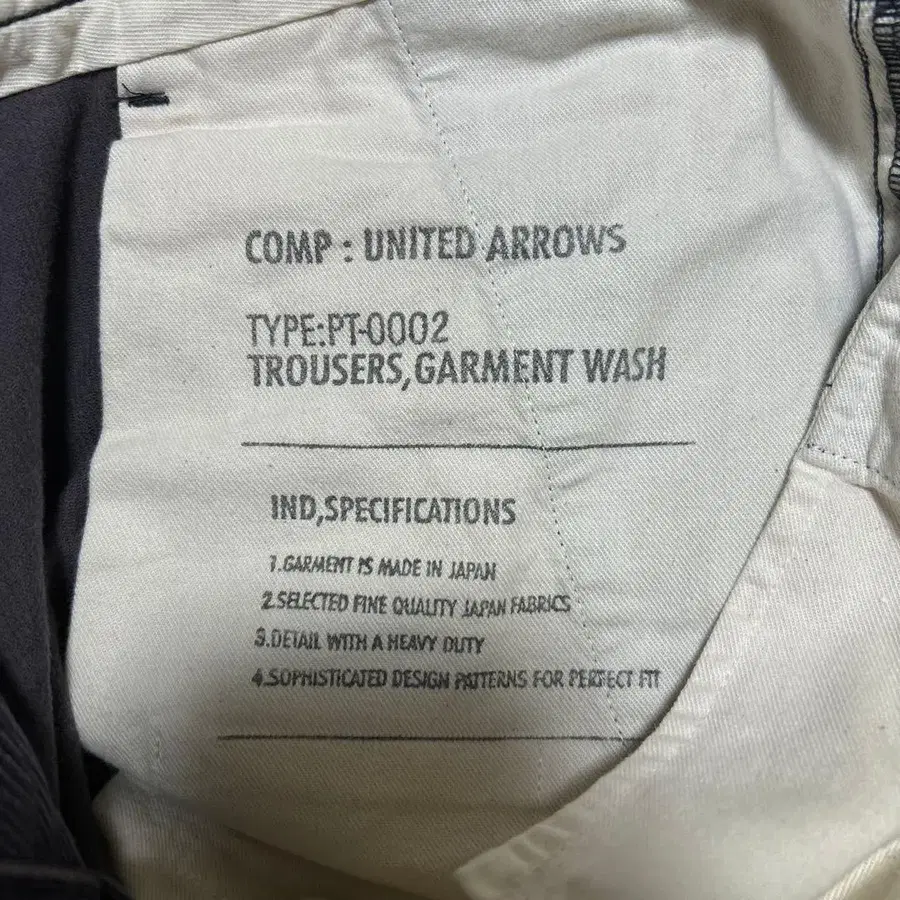 COMP : UNITED ARROWS
TYPE:PT-0002
TROUSERS,GARMENT WASH
IND,SPECIFICATIONS
1.GARMENT IS MADE IN JAPAN
2.SELECTED FINE QUALITY JAPAN FABRICS
3.DETAIL WITH A HEAVY DUTY
4.SOPHISTICATED DESIGN PATTERNS FOR PERFECT FIT